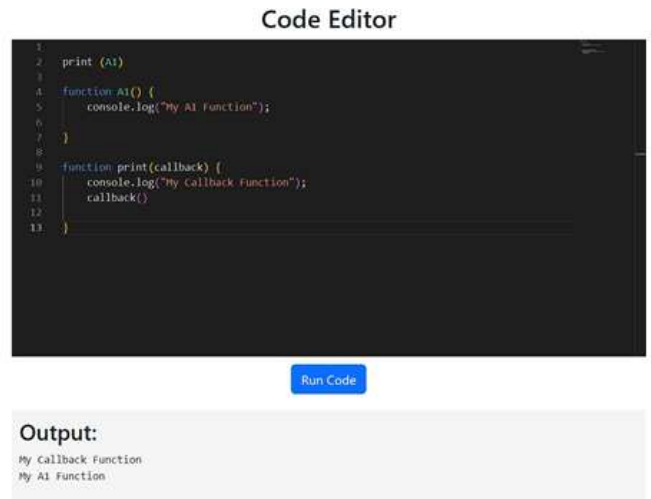 Code Editor
1
2 print (A1)
3
4 function A1() {
5 console.log("My A1 Function");
6
7 }
8
9 function print(callback) {
10 console.log("My Callback Function");
11 callback()
12
13 }
Run Code
Output:
My Callback Function
My A1 Function